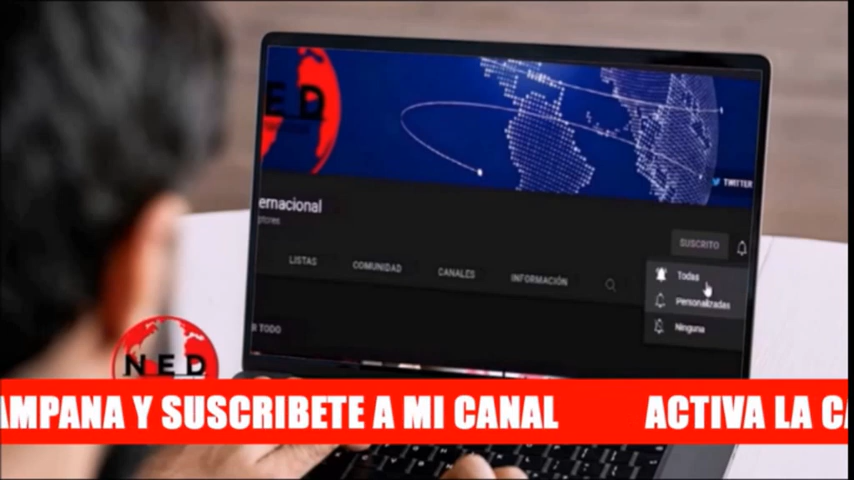 ED
TWITTER
ernacional
SUSCRITO
LISTAS
COMUNIDAD
CANALES
INFORMACIÓN
Todas
Personalizadas
Ninguna
R TODO
NED
AMPANA Y SUSCRIBETE A MI CANAL ACTIVA LA CA